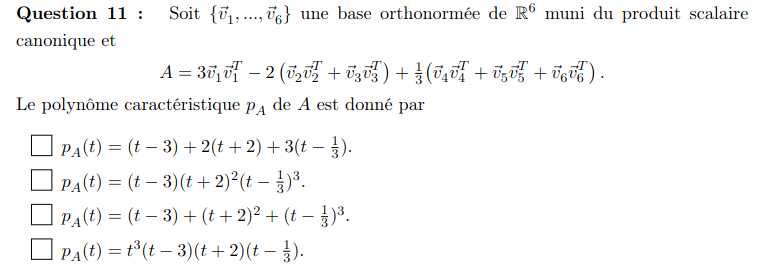 Question 11 : Soit $\{\vec{v}_1, ..., \vec{v}_6\}$ une base orthonormée de $\mathbb{R}^6$ muni du produit scalaire
canonique et
$A = 3\vec{v}_1\vec{v}_1^T - 2\left(\vec{v}_2\vec{v}_2^T + \vec{v}_3\vec{v}_3^T\right) + \frac{1}{3}\left(\vec{v}_4\vec{v}_4^T + \vec{v}_5\vec{v}_5^T + \vec{v}_6\vec{v}_6^T\right).$
Le polynôme caractéristique $p_A$ de $A$ est donné par
☐ $p_A(t) = (t-3) + 2(t+2) + 3(t-\frac{1}{3}).$
☐ $p_A(t) = (t-3)(t+2)^2(t-\frac{1}{3})^3.$
☐ $p_A(t) = (t-3) + (t+2)^2 + (t-\frac{1}{3})^3.$
☐ $p_A(t) = t^3(t-3)(t+2)(t-\frac{1}{3}).$